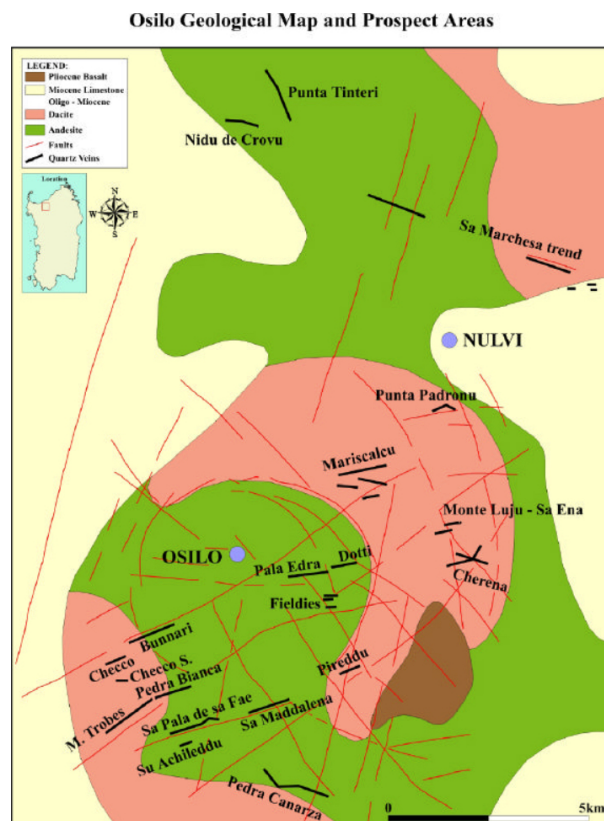 Osilo Geological Map and Prospect Areas
LEGEND:
Pliocene Basalt
Miocene Limestone
Oligo - Miocene
Dacite
Andesite
Faults
Quartz Veins
Location
N
W E
S
Punta Tinteri
Nidu de Crovu
Sa Marchesa trend
NULVI
Punta Padronu
Mariscalcu
Monte Luju - Sa Ena
OSILO
Pala Edra
Dotti
Cherena
Fieldies
Bunnari
Checco
Checco S.
Pireddu
Pedra Bianca
M. Trobes
Sa Pala de sa Fae
Sa Maddalena
Su Achileddu
Pedra Canarza
0 5km